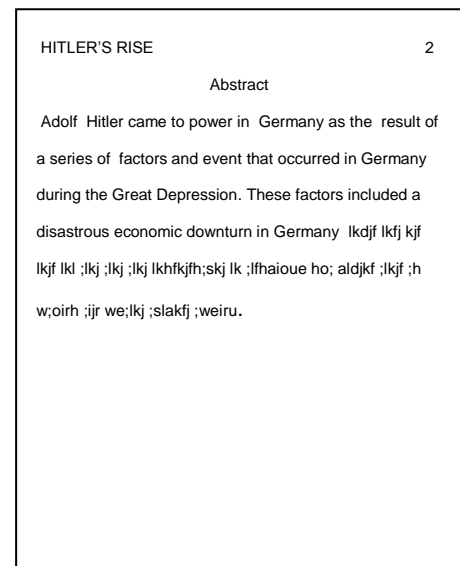 HITLER'S RISE 2
Abstract
Adolf Hitler came to power in Germany as the result of
a series of factors and event that occurred in Germany
during the Great Depression. These factors included a
disastrous economic downturn in Germany lkdjf lkfj kjf
lkjf lkl ;lkj ;lkj ;lkj lkhfkjfh;skj lk ;lfhaioue ho; aldjkf ;lkjf ;h
w;oirh ;ijr we;lkj ;slakfj ;weiru.